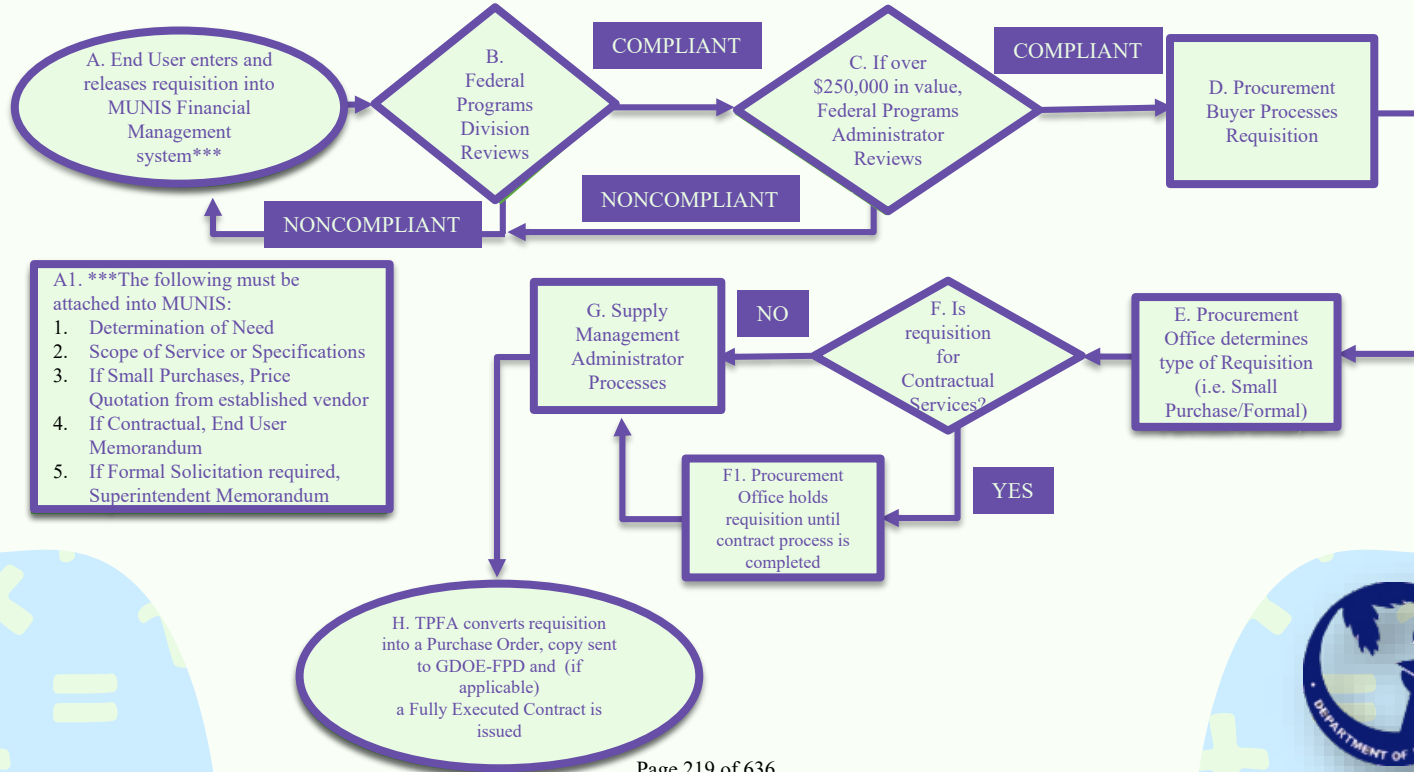 A. End User enters and
releases requisition into
MUNIS Financial
Management
system***
B.
Federal
Programs
Division
Reviews
COMPLIANT
C. If over
$250,000 in value,
Federal Programs
Administrator
Reviews
COMPLIANT
D. Procurement
Buyer Processes
Requisition
NONCOMPLIANT
NONCOMPLIANT
A1. ***The following must be
attached into MUNIS:
1. Determination of Need
2. Scope of Service or Specifications
3. If Small Purchases, Price
Quotation from established vendor
4. If Contractual, End User
Memorandum
5. If Formal Solicitation required,
Superintendent Memorandum
G. Supply
Management
Administrator
Processes
NO
F. Is
requisition
for
Contractual
Services?
E. Procurement
Office determines
type of Requisition
(i.e. Small
Purchase/Formal)
F1. Procurement
Office holds
requisition until
contract process is
completed
YES
H. TPFA converts requisition
into a Purchase Order, copy sent
to GDOE-FPD and (if
applicable)
a Fully Executed Contract is
issued
DEPARTMENT OF
Page 219 of 636